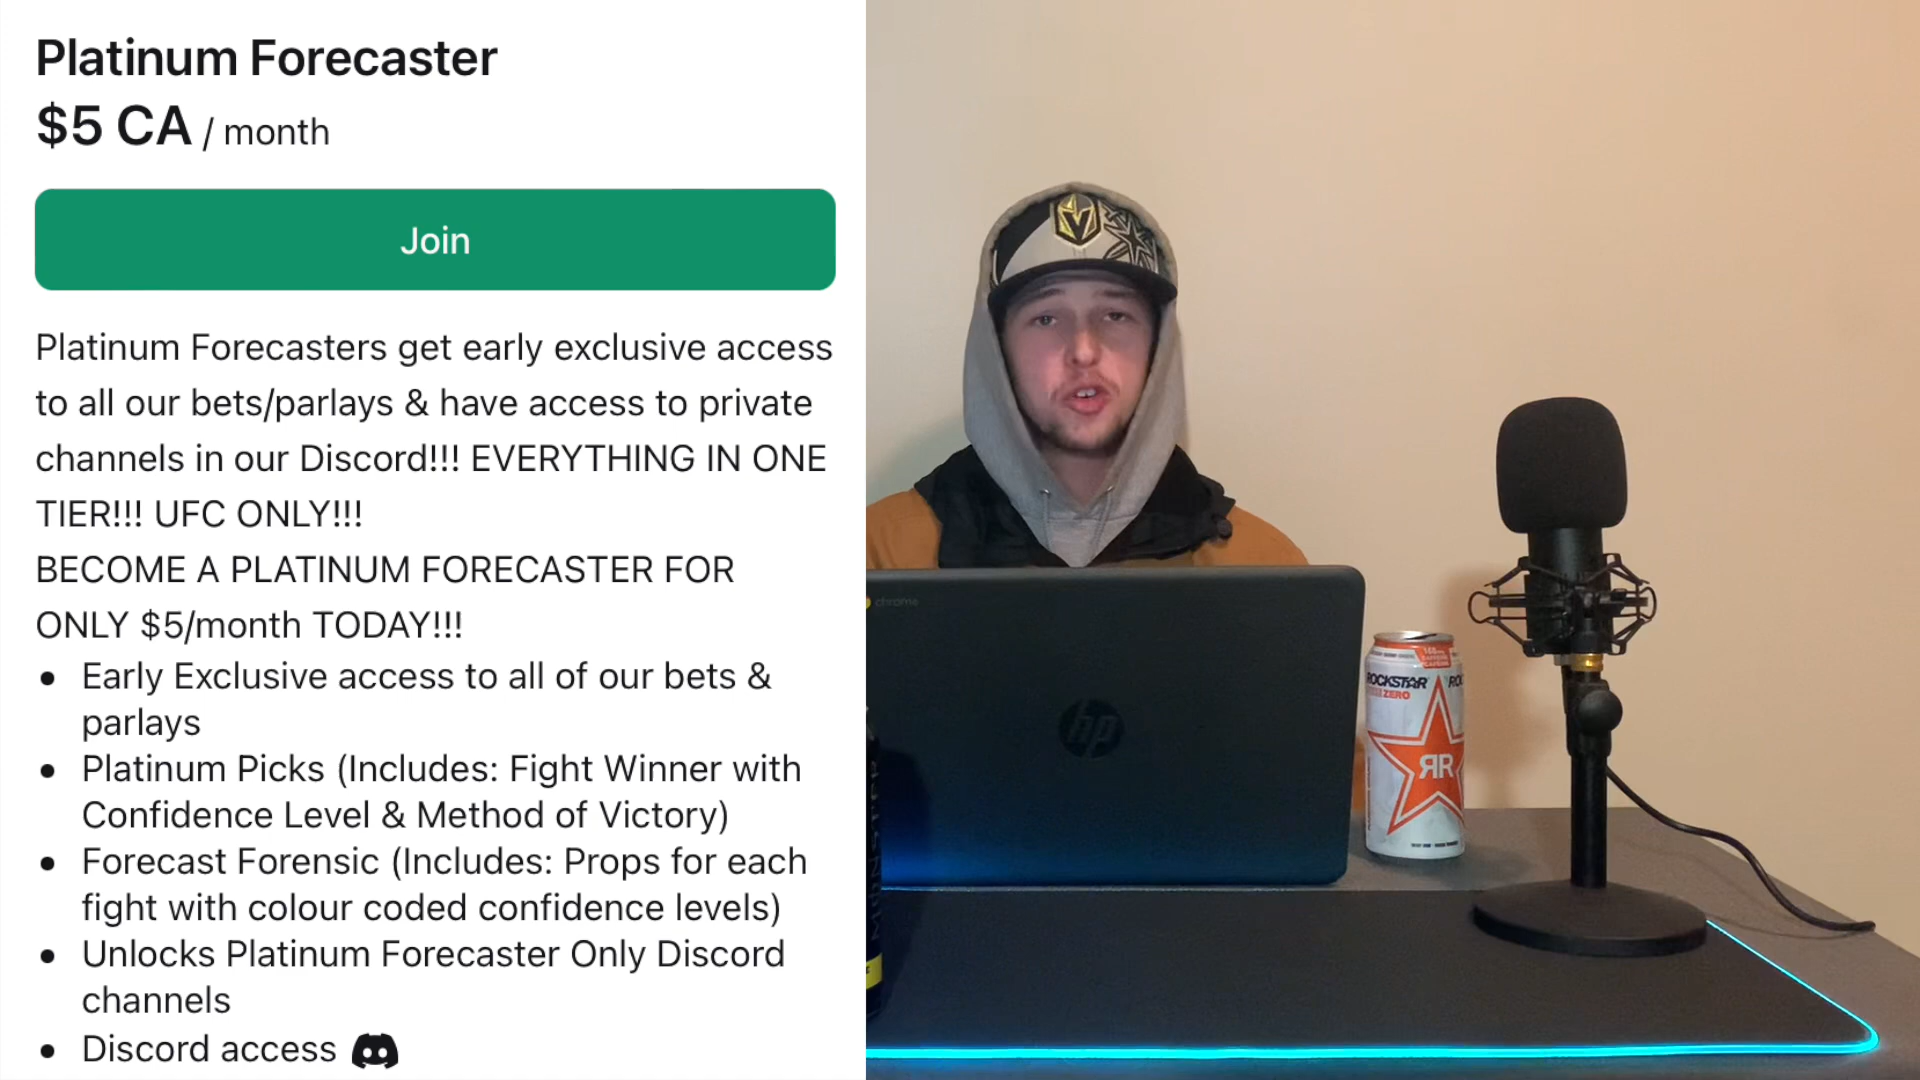 Platinum Forecaster
$5 CA / month
Join
Platinum Forecasters get early exclusive access
to all our bets/parlays & have access to private
channels in our Discord!!! EVERYTHING IN ONE
TIER!!! UFC ONLY!!!
BECOME A PLATINUM FORECASTER FOR
ONLY $5/month TODAY!!!
• Early Exclusive access to all of our bets &
parlays
• Platinum Picks (Includes: Fight Winner with
Confidence Level & Method of Victory)
• Forecast Forensic (Includes: Props for each
fight with colour coded confidence levels)
• Unlocks Platinum Forecaster Only Discord
channels
• Discord access
chrome
hp
ROCKSTAR
ZERO
MONSTER